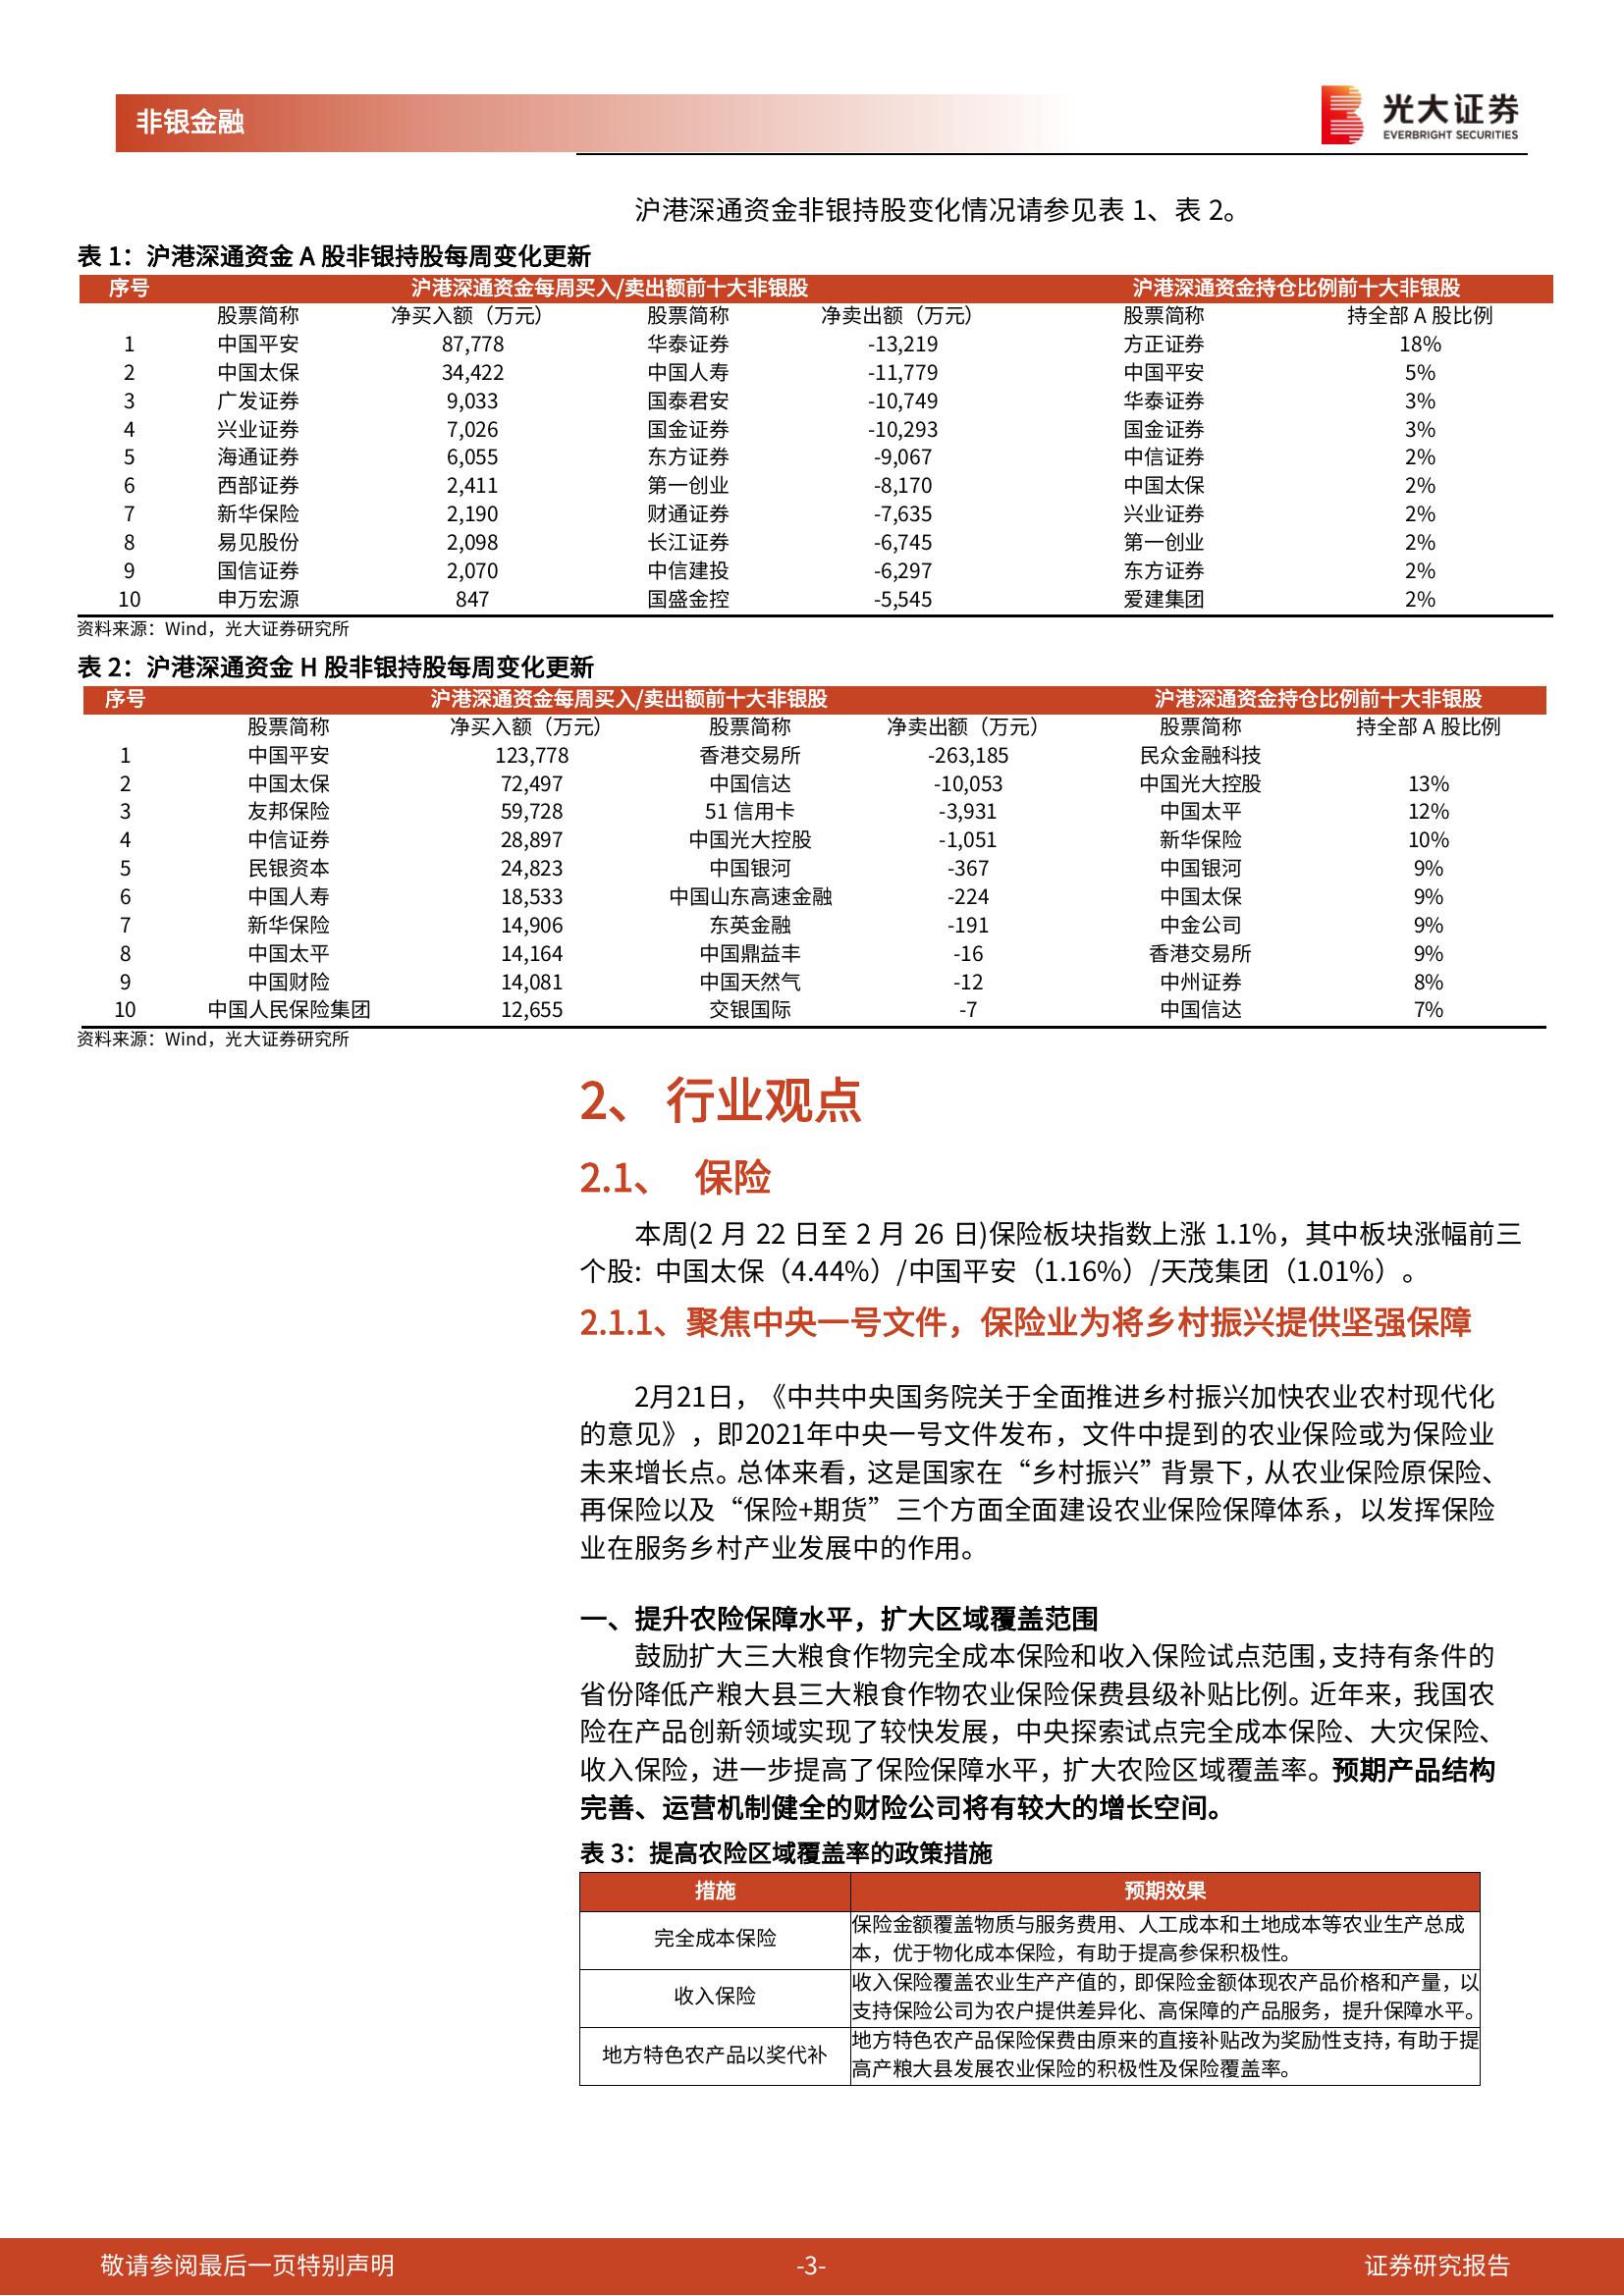 非银金融
光大证券
EVERBRIGHT SECURITIES
沪港深通资金非银持股变化情况请参见表 1、表 2。
表 1：沪港深通资金 A 股非银持股每周变化更新
序号 沪港深通资金每周买入/卖出额前十大非银股 沪港深通资金持仓比例前十大非银股
股票简称 净买入额（万元） 股票简称 净卖出额（万元） 股票简称 持全部 A 股比例
1 中国平安 87,778 华泰证券 -13,219 方正证券 18%
2 中国太保 34,422 中国人寿 -11,779 中国平安 5%
3 广发证券 9,033 国泰君安 -10,749 华泰证券 3%
4 兴业证券 7,026 国金证券 -10,293 国金证券 3%
5 海通证券 6,055 东方证券 -9,067 中信证券 2%
6 西部证券 2,411 第一创业 -8,170 中国太保 2%
7 新华保险 2,190 财通证券 -7,635 兴业证券 2%
8 易见股份 2,098 长江证券 -6,745 第一创业 2%
9 国信证券 2,070 中信建投 -6,297 东方证券 2%
10 申万宏源 847 国盛金控 -5,545 爱建集团 2%
资料来源：Wind，光大证券研究所
表 2：沪港深通资金 H 股非银持股每周变化更新
序号 沪港深通资金每周买入/卖出额前十大非银股 沪港深通资金持仓比例前十大非银股
股票简称 净买入额（万元） 股票简称 净卖出额（万元） 股票简称 持全部 A 股比例
1 中国平安 123,778 香港交易所 -263,185 民众金融科技
2 中国太保 72,497 中国信达 -10,053 中国光大控股 13%
3 友邦保险 59,728 51 信用卡 -3,931 中国太平 12%
4 中信证券 28,897 中国光大控股 -1,051 新华保险 10%
5 民银资本 24,823 中国银河 -367 中国银河 9%
6 中国人寿 18,533 中国山东高速金融 -224 中国太保 9%
7 新华保险 14,906 东英金融 -191 中金公司 9%
8 中国太平 14,164 中国鼎益丰 -16 香港交易所 9%
9 中国财险 14,081 中国天然气 -12 中州证券 8%
10 中国人民保险集团 12,655 交银国际 -7 中国信达 7%
资料来源：Wind，光大证券研究所
2、 行业观点
2.1、 保险
本周(2 月 22 日至 2 月 26 日)保险板块指数上涨 1.1%，其中板块涨幅前三
个股: 中国太保（4.44%）/中国平安（1.16%）/天茂集团（1.01%）。
2.1.1、聚焦中央一号文件，保险业为将乡村振兴提供坚强保障
2月21日，《中共中央国务院关于全面推进乡村振兴加快农业农村现代化
的意见》，即2021年中央一号文件发布，文件中提到的农业保险或为保险业
未来增长点。总体来看，这是国家在“乡村振兴”背景下，从农业保险原保险、
再保险以及“保险+期货”三个方面全面建设农业保险保障体系，以发挥保险
业在服务乡村产业发展中的作用。
一、提升农险保障水平，扩大区域覆盖范围
鼓励扩大三大粮食作物完全成本保险和收入保险试点范围，支持有条件的
省份降低产粮大县三大粮食作物农业保险保费县级补贴比例。近年来，我国农
险在产品创新领域实现了较快发展，中央探索试点完全成本保险、大灾保险、
收入保险，进一步提高了保险保障水平，扩大农险区域覆盖率。预期产品结构
完善、运营机制健全的财险公司将有较大的增长空间。
表 3：提高农险区域覆盖率的政策措施
措施 预期效果
完全成本保险 保险金额覆盖物质与服务费用、人工成本和土地成本等农业生产总成
本，优于物化成本保险，有助于提高参保积极性。
收入保险 收入保险覆盖农业生产产值的，即保险金额体现农产品价格和产量，以
支持保险公司为农户提供差异化、高保障的产品服务，提升保障水平。
地方特色农产品以奖代补 地方特色农产品保险保费由原来的直接补贴改为奖励性支持，有助于提
高产粮大县发展农业保险的积极性及保险覆盖率。
敬请参阅最后一页特别声明 -3- 证券研究报告